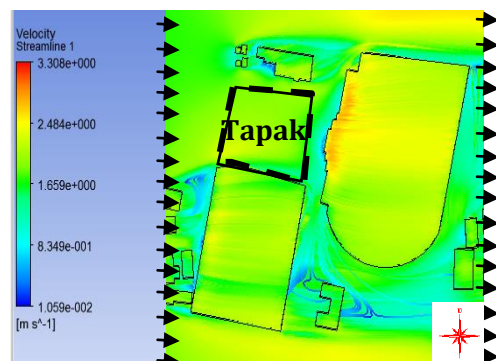 Velocity
Streamline 1
3.308e+000
2.484e+000
1.659e+000
8.349e-001
1.059e-002
[m s^-1]
Tapak